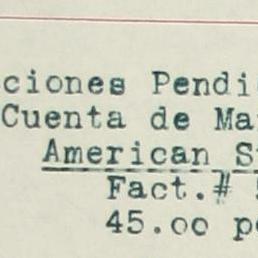 ciones Pendi
Cuenta de Ma
American S
Fact.#
45.oo p